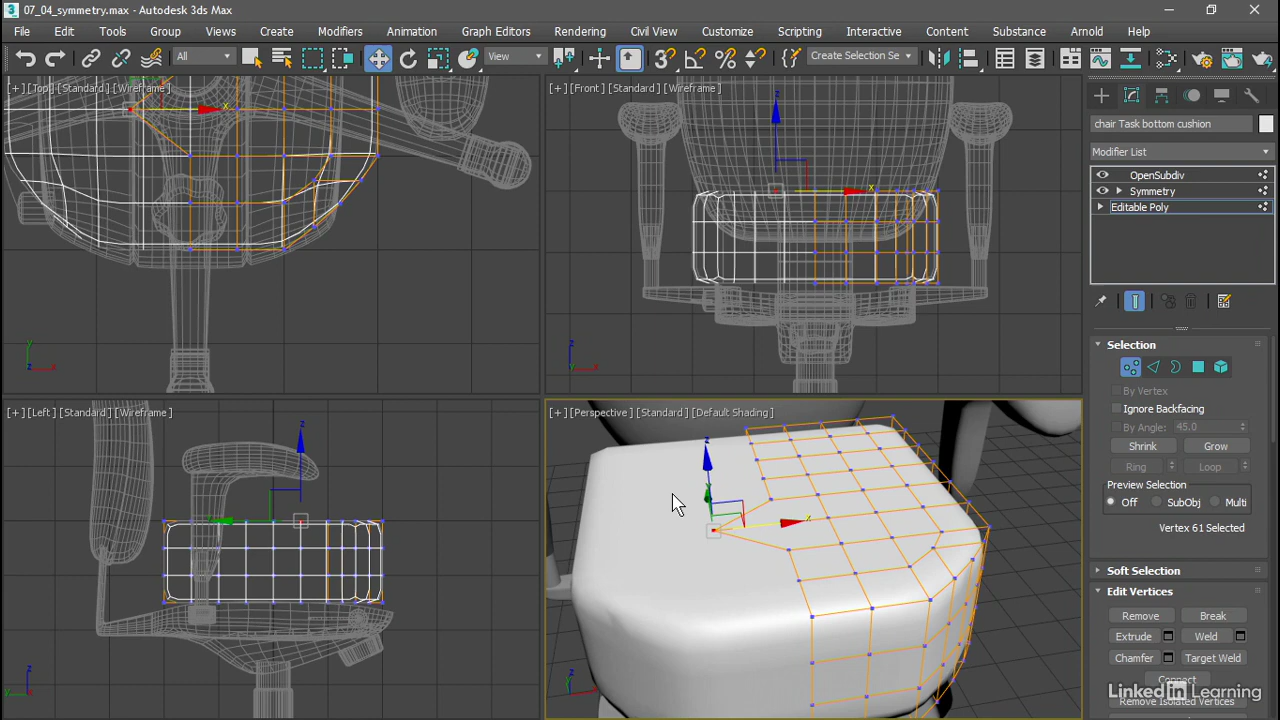 07_04_symmetry.max - Autodesk 3ds Max
File Edit Tools Group Views Create Modifiers Animation Graph Editors Rendering Civil View Customize Scripting Interactive Content Substance Arnold Help
All View Create Selection Se
[+][Top][Standard][Wireframe]
[+][Front][Standard][Wireframe]
chair Task bottom cushion
Modifier List
OpenSubdiv
Symmetry
Editable Poly
Selection
By Vertex
Ignore Backfacing
By Angle: 45.0
Shrink Grow
Ring Loop
Preview Selection
Off SubObj Multi
Vertex 61 Selected
Soft Selection
Edit Vertices
Remove Break
Extrude Weld
Chamfer Target Weld
Connect
Remove Isolated Vertices
[+][Left][Standard][Wireframe]
[+][Perspective][Standard][Default Shading]
x
x
z
y
x
z
x
z
z
y
z
y
x
z
LinkedIn Learning